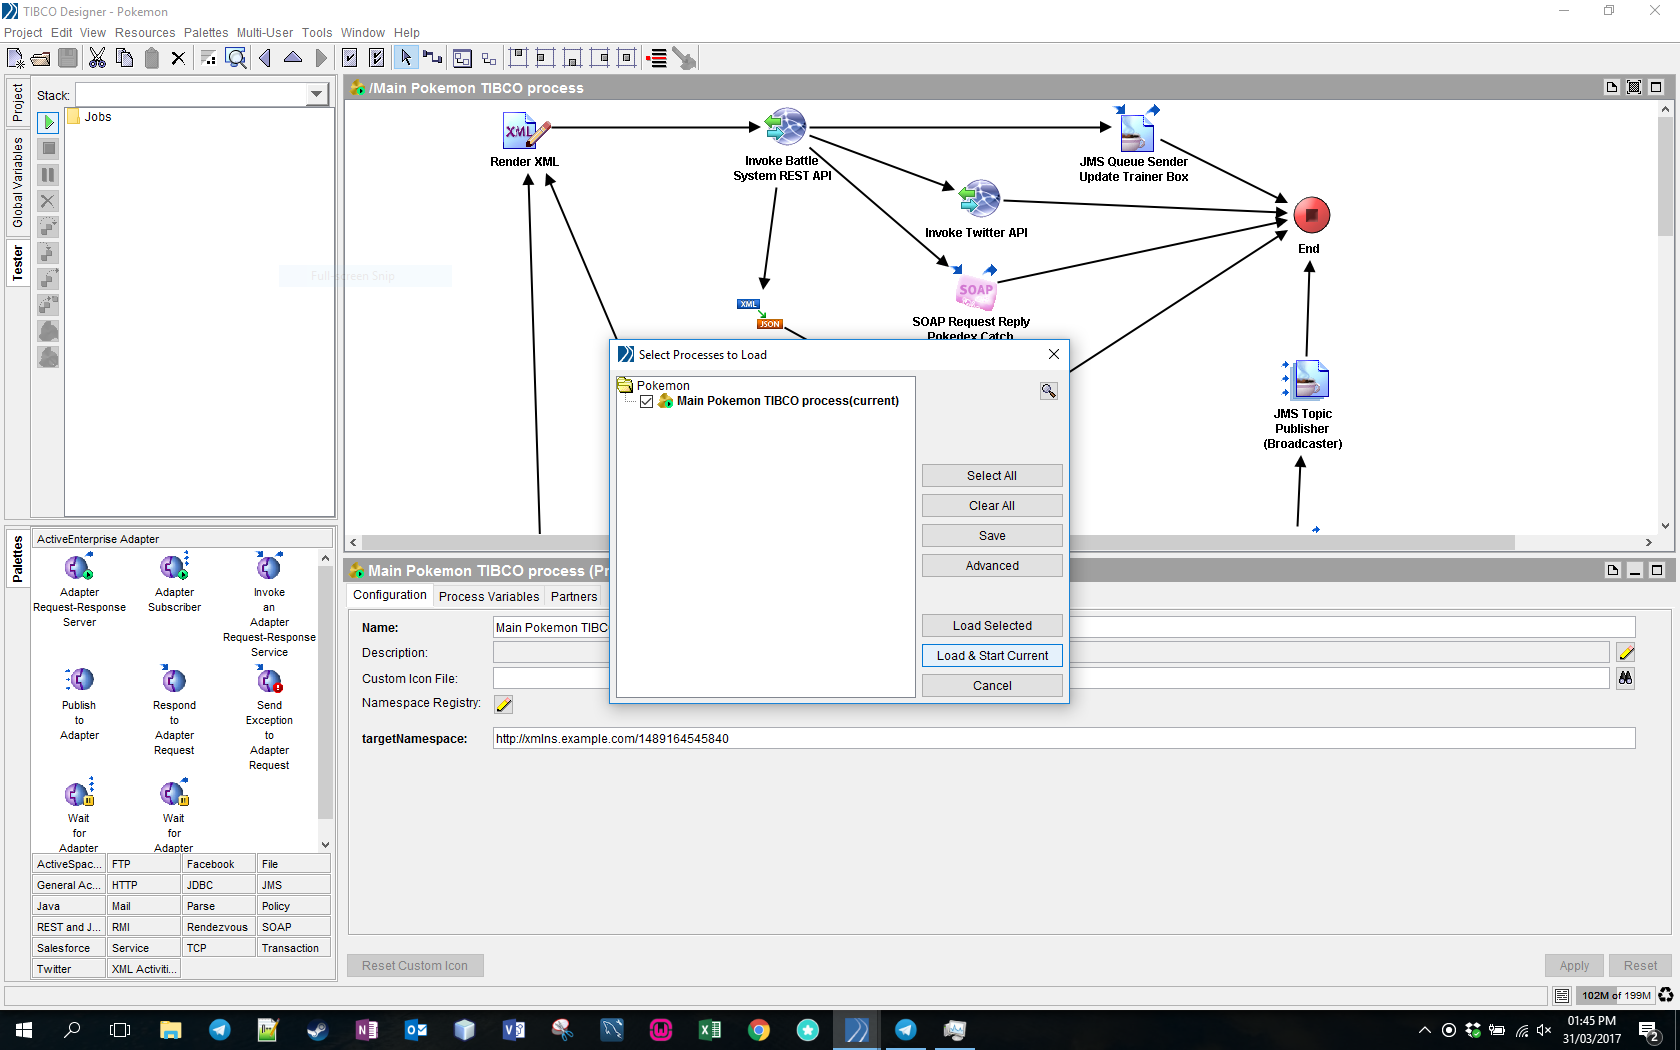 TIBCO Designer - Pokemon
Project Edit View Resources Palettes Multi-User Tools Window Help
Project
Global Variables
Tester
Stack:
Jobs
Full-screen Snip
/Main Pokemon TIBCO process
XML
Render XML
Invoke Battle
System REST API
JMS Queue Sender
Update Trainer Box
Invoke Twitter API
End
SOAP
SOAP Request Reply
Pokedex Catch
XML
JSON
JMS Topic
Publisher
(Broadcaster)
Select Processes to Load
Pokemon
Main Pokemon TIBCO process(current)
Select All
Clear All
Save
Advanced
Load Selected
Load & Start Current
Cancel
Palettes
ActiveEnterprise Adapter
Adapter
Request-Response
Server
Adapter
Subscriber
Invoke
an
Adapter
Request-Response
Service
Publish
to
Adapter
Respond
to
Adapter
Request
Send
Exception
to
Adapter
Request
Wait
for
Adapter
Wait
for
Adapter
ActiveSpac... FTP Facebook File
General Ac... HTTP JDBC JMS
Java Mail Parse Policy
REST and J... RMI Rendezvous SOAP
Salesforce Service TCP Transaction
Twitter XML Activiti...
Main Pokemon TIBCO process (Pr
Configuration Process Variables Partners
Name: Main Pokemon TIBC
Description:
Custom Icon File:
Namespace Registry:
targetNamespace: http://xmlns.example.com/1489164545840
Reset Custom Icon
Apply Reset
102M of 199M
01:45 PM
31/03/2017
2